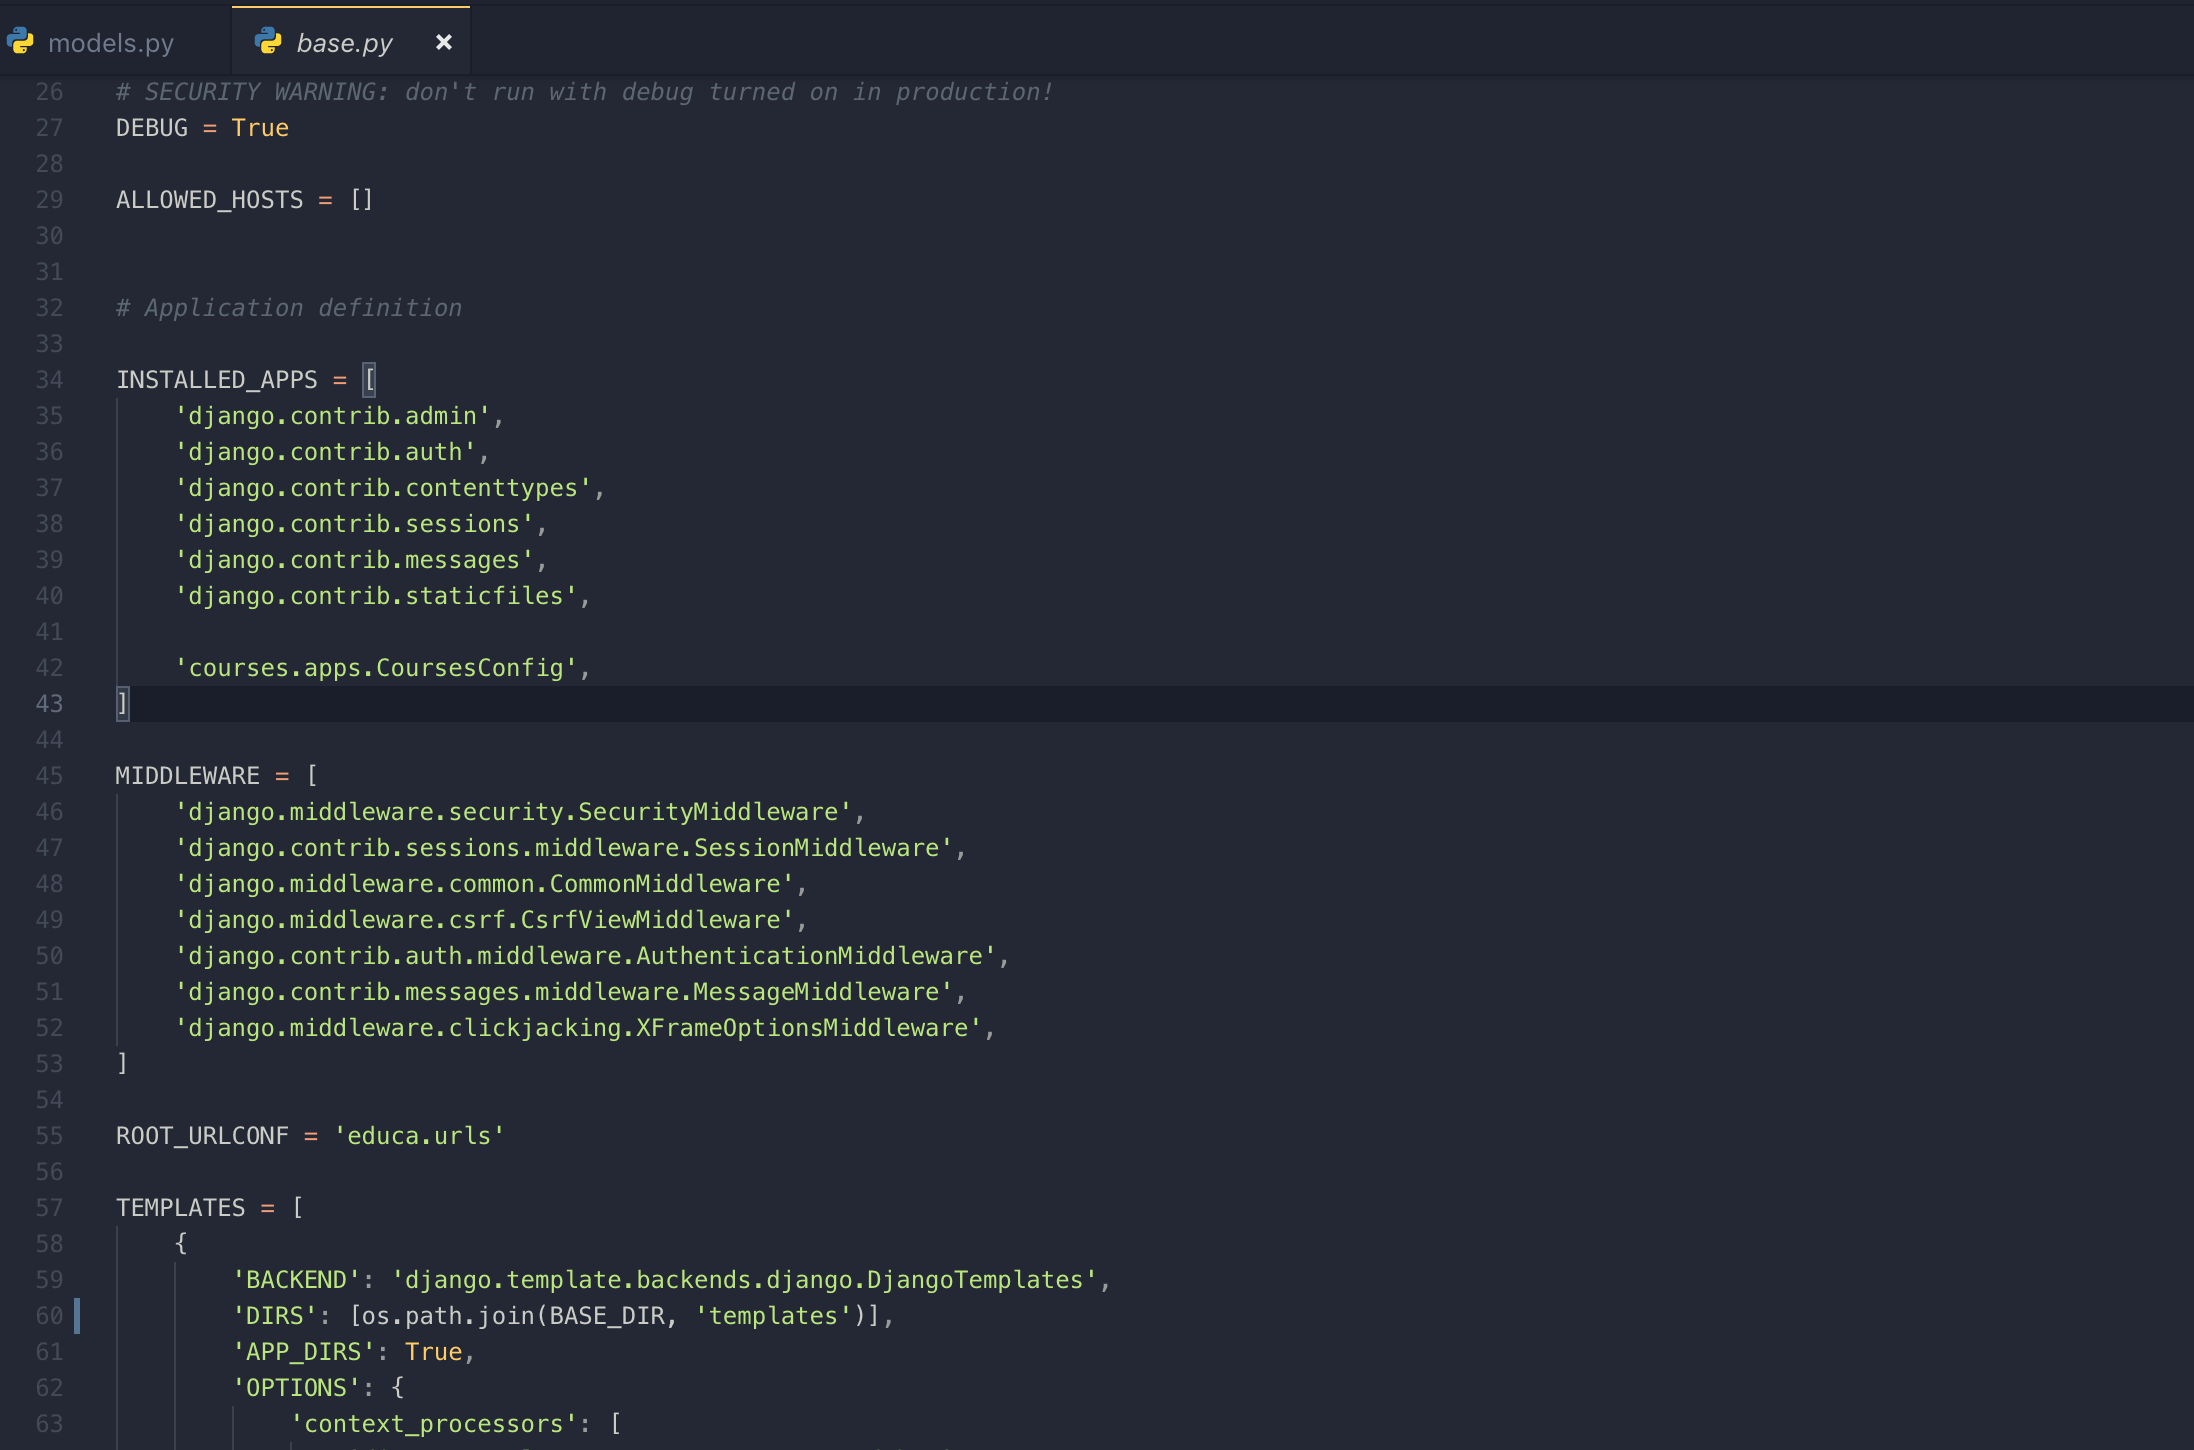 models.py
base.py
26 # SECURITY WARNING: don't run with debug turned on in production!
27 DEBUG = True
28
29 ALLOWED_HOSTS = []
30
31
32 # Application definition
33
34 INSTALLED_APPS = [
35     'django.contrib.admin',
36     'django.contrib.auth',
37     'django.contrib.contenttypes',
38     'django.contrib.sessions',
39     'django.contrib.messages',
40     'django.contrib.staticfiles',
41
42     'courses.apps.CoursesConfig',
43 ]
44
45 MIDDLEWARE = [
46     'django.middleware.security.SecurityMiddleware',
47     'django.contrib.sessions.middleware.SessionMiddleware',
48     'django.middleware.common.CommonMiddleware',
49     'django.middleware.csrf.CsrfViewMiddleware',
50     'django.contrib.auth.middleware.AuthenticationMiddleware',
51     'django.contrib.messages.middleware.MessageMiddleware',
52     'django.middleware.clickjacking.XFrameOptionsMiddleware',
53 ]
54
55 ROOT_URLCONF = 'educa.urls'
56
57 TEMPLATES = [
58     {
59         'BACKEND': 'django.template.backends.django.DjangoTemplates',
60         'DIRS': [os.path.join(BASE_DIR, 'templates')],
61         'APP_DIRS': True,
62         'OPTIONS': {
63             'context_processors': [